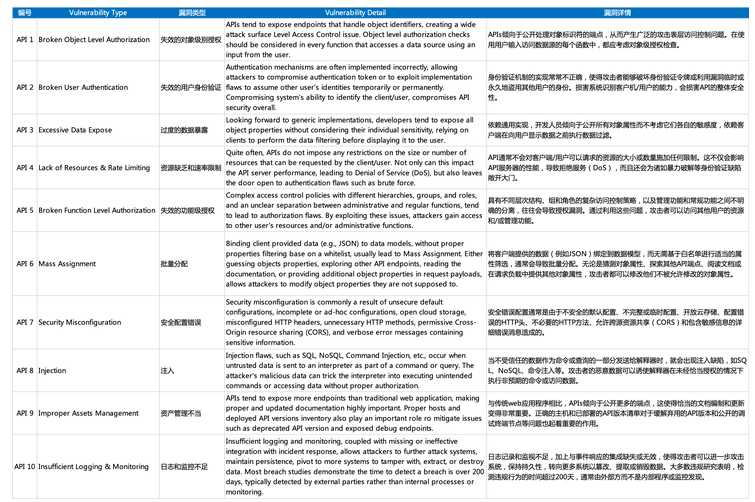 编号 Vulnerability Type 漏洞类型 Vulnerability Detail 漏洞详情
API 1 Broken Object Level Authorization 失效的对象级别授权
APIs tend to expose endpoints that handle object identifiers, creating a wide
attack surface Level Access Control issue. Object level authorization checks
should be considered in every function that accesses a data source using an
input from the user.
APIs倾向于公开处理对象标识符的端点，从而产生广泛的攻击表层访问控制问题。在使
用用户输入访问数据源的每个函数中，都应考虑对象级授权检查。
API 2 Broken User Authentication 失效的用户身份验证
Authentication mechanisms are often implemented incorrectly, allowing
attackers to compromise authentication token or to exploit implementation
flaws to assume other user's identities temporarily or permanently.
Compromising system's ability to identify the client/user, compromises API
security overall.
身份验证机制的实现常常不正确，使得攻击者能够破坏身份验证令牌或利用漏洞临时或
永久地盗用其他用户的身份。损害系统识别客户机/用户的能力，会损害API的整体安全
性。
API 3 Excessive Data Expose 过度的数据暴露
Looking forward to generic implementations, developers tend to expose all
object properties without considering their individual sensitivity, relying on
clients to perform the data filtering before displaying it to the user.
依赖通用实现，开发人员倾向于公开所有对象属性而不考虑它们各自的敏感度，依赖客
户端在向用户显示数据之前执行数据过滤。
API 4 Lack of Resources & Rate Limiting 资源缺乏和速率限制
Quite often, APIs do not impose any restrictions on the size or number of
resources that can be requested by the client/user. Not only can this impact
the API server performance, leading to Denial of Service (DoS), but also leaves
the door open to authentication flaws such as brute force.
API通常不会对客户端/用户可以请求的资源的大小或数量施加任何限制。这不仅会影响
API服务器的性能，导致拒绝服务（DoS），而且还会为诸如暴力破解等身份验证缺陷
敞开大门。
API 5 Broken Function Level Authorization 失效的功能级授权
Complex access control policies with different hierarchies, groups, and roles,
and an unclear separation between administrative and regular functions, tend
to lead to authorization flaws. By exploiting these issues, attackers gain access
to other user's resources and/or administrative functions.
具有不同层次结构、组和角色的复杂访问控制策略，以及管理功能和常规功能之间不明
确的分离，往往会导致授权漏洞。通过利用这些问题，攻击者可以访问其他用户的资源
和/或管理功能。
API 6 Mass Assignment 批量分配
Binding client provided data (e.g., JSON) to data models, without proper
properties filtering base on a whitelist, usually lead to Mass Assignment. Either
guessing objects properties, exploring other API endpoints, reading the
documentation, or providing additional object properties in request payloads,
allows attackers to modify object properties they are not supposed to.
将客户端提供的数据（例如JSON）绑定到数据模型，而无需基于白名单进行适当的属
性筛选，通常会导致批量分配。无论是猜测对象属性、探索其他API端点、阅读文档或
在请求负载中提供其他对象属性，攻击者都可以修改他们不被允许修改的对象属性。
API 7 Security Misconfiguration 安全配置错误
Security misconfiguration is commonly a result of unsecure default
configurations, incomplete or ad-hoc configurations, open cloud storage,
misconfigured HTTP headers, unnecessary HTTP methods, permissive Cross-
Origin resource sharing (CORS), and verbose error messages containing
sensitive information.
安全错误配置通常是由于不安全的默认配置、不完整或临时配置、开放云存储、配置错
误的HTTP头、不必要的HTTP方法、允许跨源资源共享（CORS）和包含敏感信息的详
细错误消息造成的。
API 8 Injection 注入
Injection flaws, such as SQL, NoSQL, Command Injection, etc., occur when
untrusted data is sent to an interpreter as part of a command or query. The
attacker's malicious data can trick the interpreter into executing unintended
commands or accessing data without proper authorization.
当不受信任的数据作为命令或查询的一部分发送给解释器时，就会出现注入缺陷，如SQ
L、NoSQL、命令注入等。攻击者的恶意数据可以诱使解释器在未经恰当授权的情况下
执行非预期的命令或访问数据。
API 9 Improper Assets Management 资产管理不当
APIs tend to expose more endpoints than traditional web application, making
proper and updated documentation highly important. Proper hosts and
deployed API versions inventory also play an important role ro mitigate issues
such as deprecated API version and exposed debug endpoints.
与传统web应用程序相比，APIs倾向于公开更多的端点，这使得恰当的文档编制和更新
变得非常重要。正确的主机和已部署的API版本清单对于缓解弃用的API版本和公开的调
试终端节点等问题也起着重要的作用。
API 10 Insufficient Logging & Monitoring 日志和监控不足
Insufficient logging and monitoring, coupled with missing or ineffective
integration with incident response, allows attackers to further attack systems,
maintain persistence, pivot to more systems to tamper with, extract, or destroy
data. Most breach studies demonstrate the time to detect a breach is over 200
days, typically detected by external parties rather than internal processes or
monitoring.
日志记录和监控不足，加上与事件响应的集成缺失或无效，使得攻击者可以进一步攻击
系统，保持持久性，转向更多系统以篡改、提取或销毁数据。大多数违规研究表明，检
测违规行为的时间超过200天，通常由外部方而不是内部程序或监控发现。